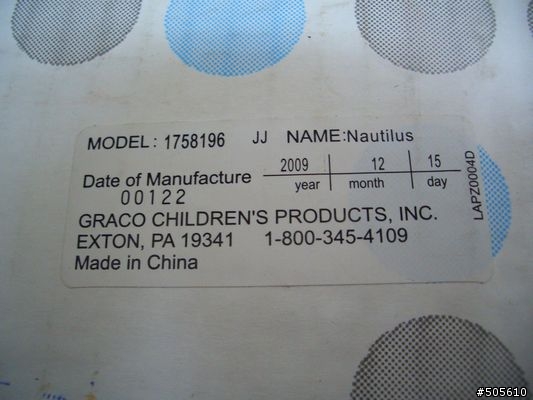 MODEL: 1758196 JJ NAME:Nautilus
Date of Manufacture 2009 12 15
year month day
00122
GRACO CHILDREN'S PRODUCTS, INC.
EXTON, PA 19341 1-800-345-4109
Made in China
LAPZ0004D
#505610